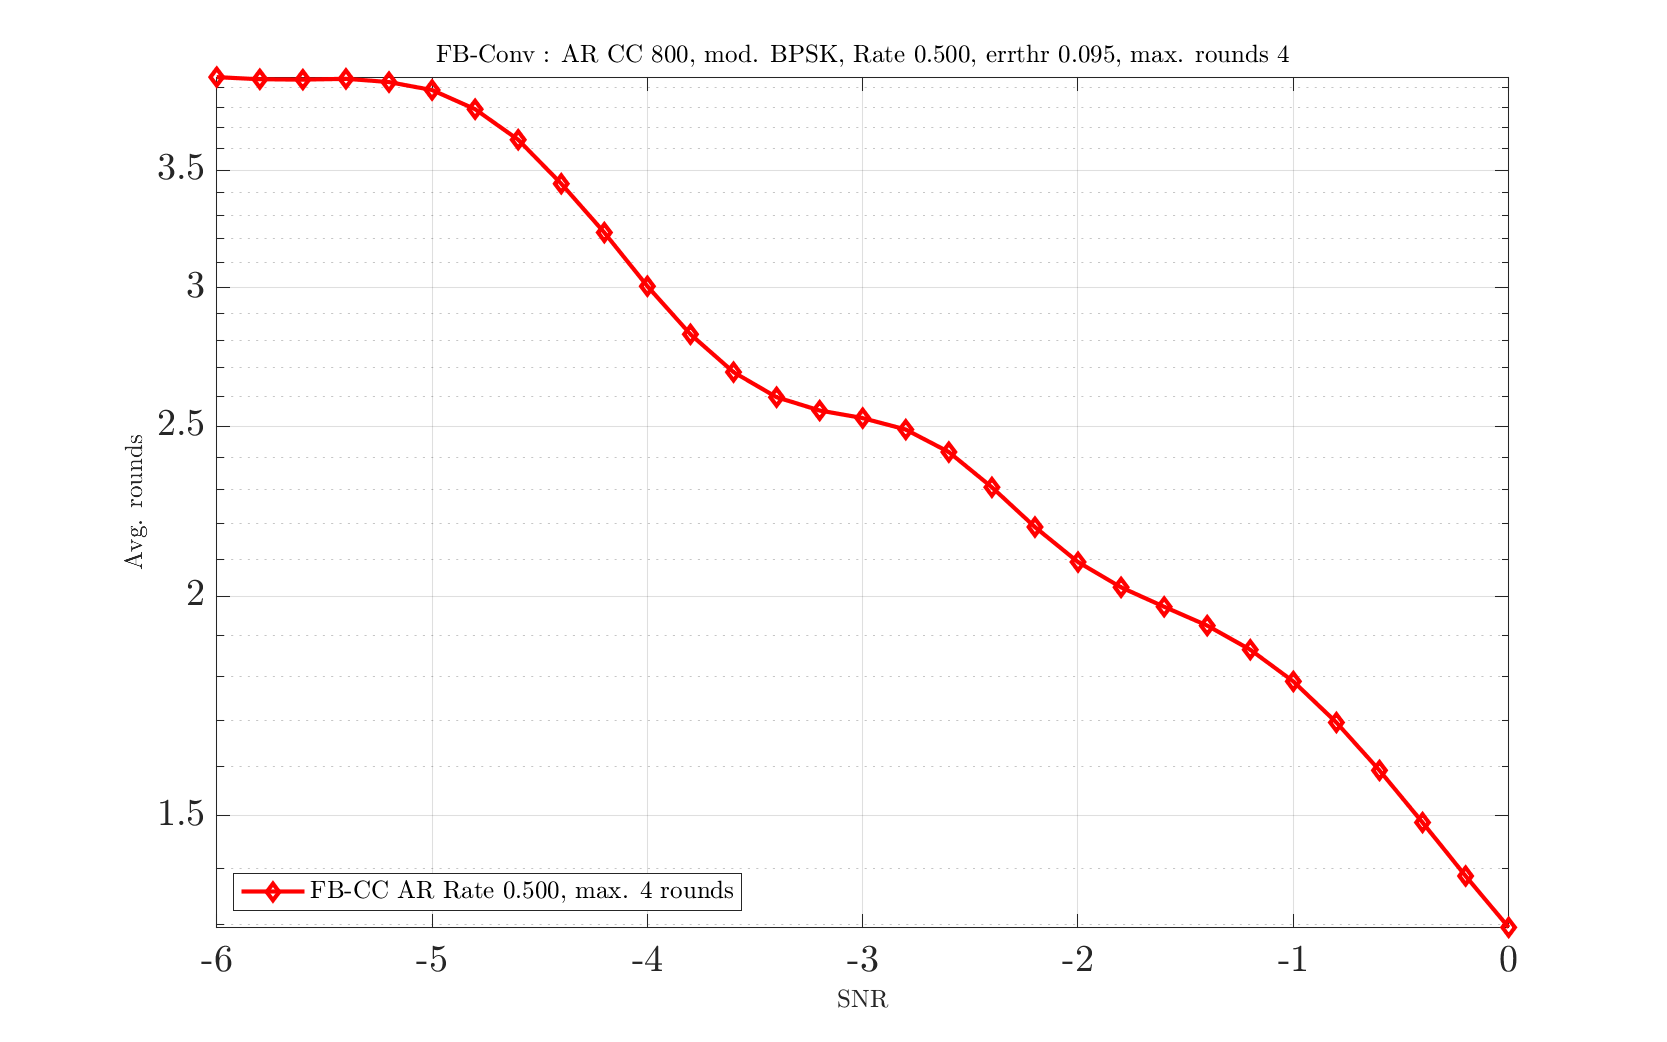 FB-Conv : AR CC 800, mod. BPSK, Rate 0.500, errthr 0.095, max. rounds 4
3.5
3
2.5
2
1.5
Avg. rounds
FB-CC AR Rate 0.500, max. 4 rounds
-6 -5 -4 -3 -2 -1 0
SNR